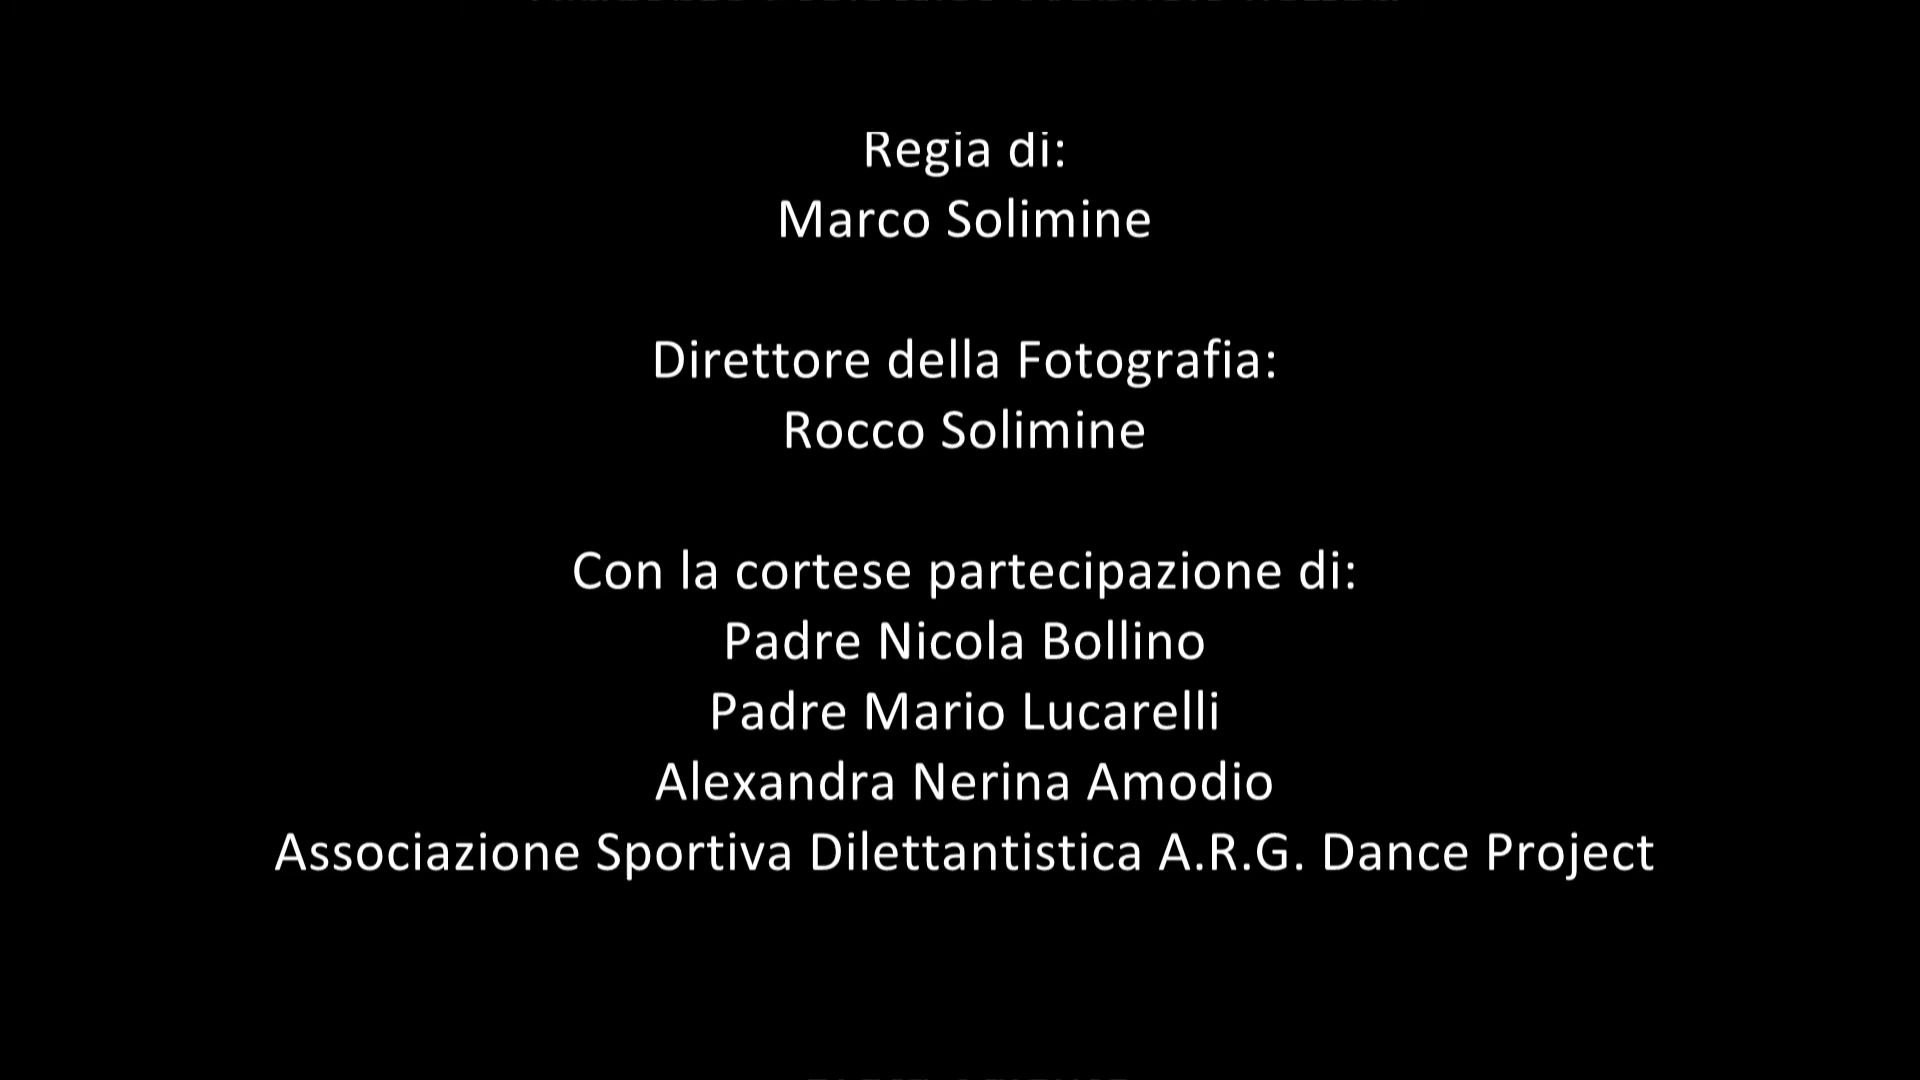 Regia di:
Marco Solimine
Direttore della Fotografia:
Rocco Solimine
Con la cortese partecipazione di:
Padre Nicola Bollino
Padre Mario Lucarelli
Alexandra Nerina Amodio
Associazione Sportiva Dilettantistica A.R.G. Dance Project